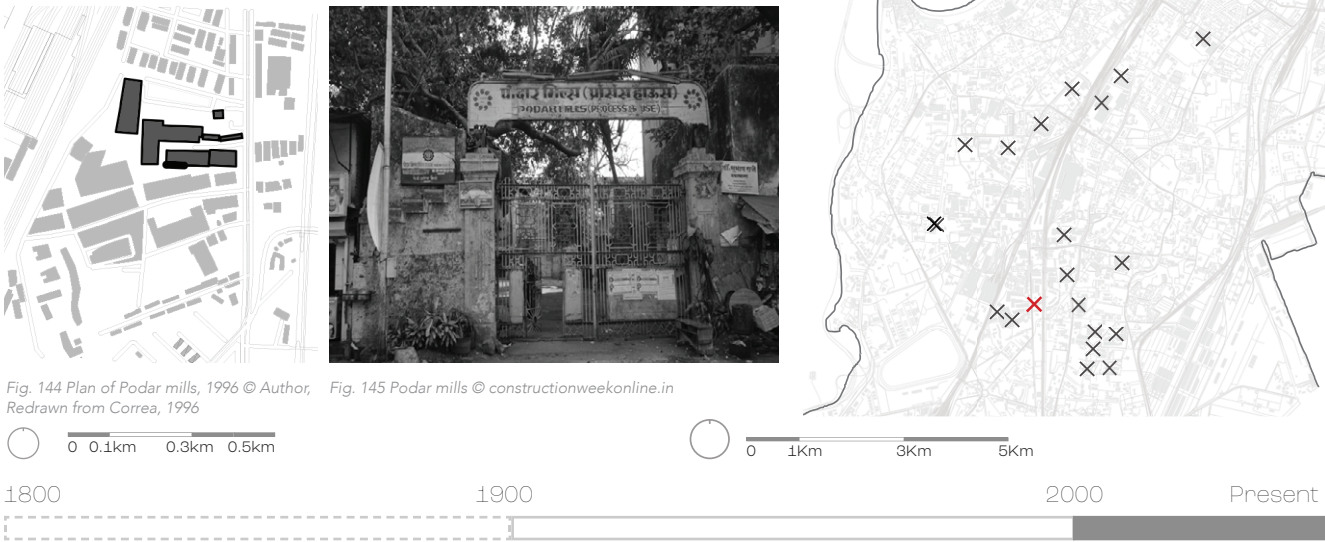 पोदार मिल्स (प्रोसेस हाऊस)
PODAR MILLS (PROCESS HOUSE)
Fig. 144 Plan of Podar mills, 1996 © Author,
Redrawn from Correa, 1996
Fig. 145 Podar mills © constructionweekonline.in
0 0.1km 0.3km 0.5km
0 1Km 3Km 5Km
1800 1900 2000 Present